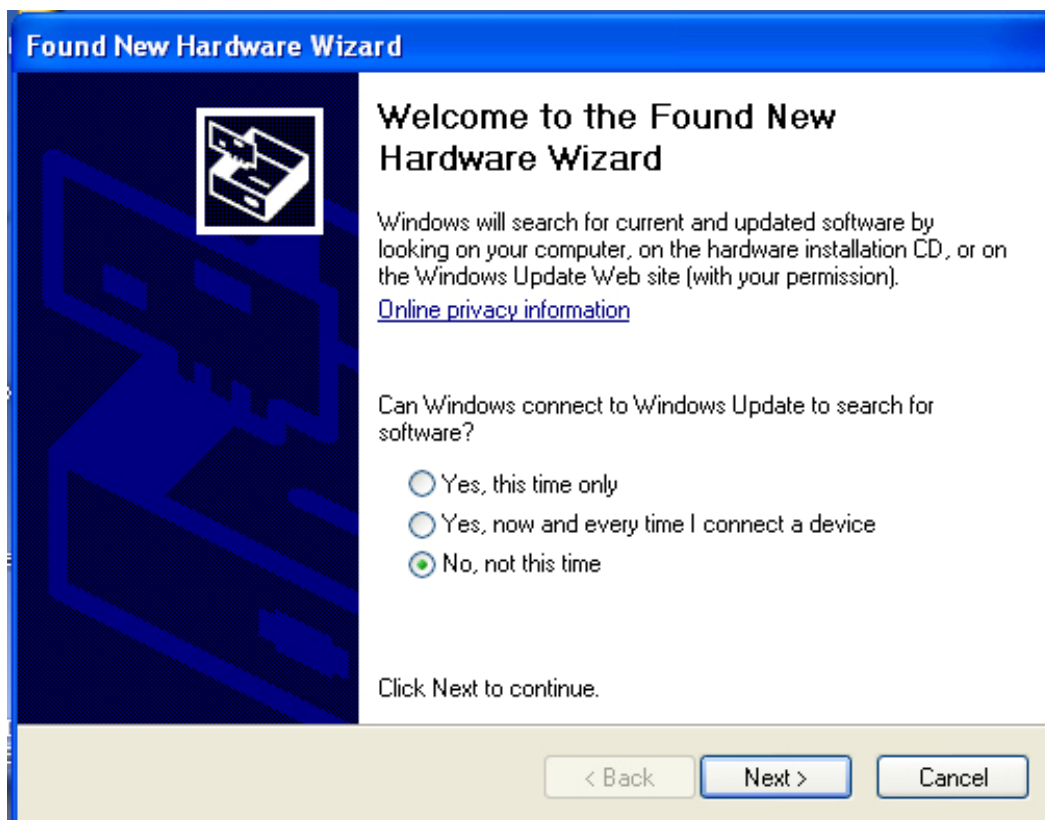 Found New Hardware Wizard
Welcome to the Found New
Hardware Wizard
Windows will search for current and updated software by
looking on your computer, on the hardware installation CD, or on
the Windows Update Web site (with your permission).
Online privacy information
Can Windows connect to Windows Update to search for
software?
Yes, this time only
Yes, now and every time I connect a device
No, not this time
Click Next to continue.
< Back
Next >
Cancel